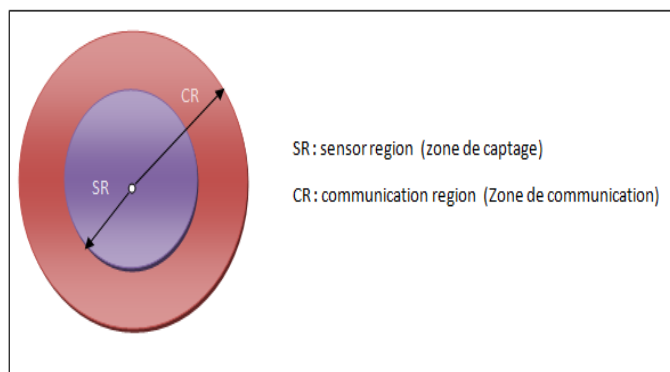 CR
SR
SR : sensor region (zone de captage)
CR : communication region (Zone de communication)